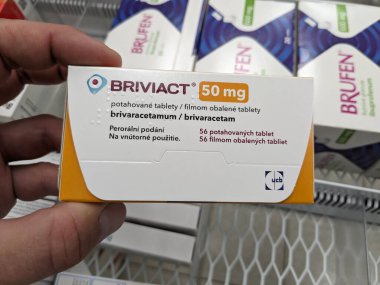 BRIVIACT® 50 mg
potahované tablety / filmom obalené tablety
brivaracetamum / brivaracetam
Perorální podání
Na vnútorné použitie.
56 potahovaných tablet
56 filmom obalených tabliet
ucb
BRUFEN®
BRUFEN®